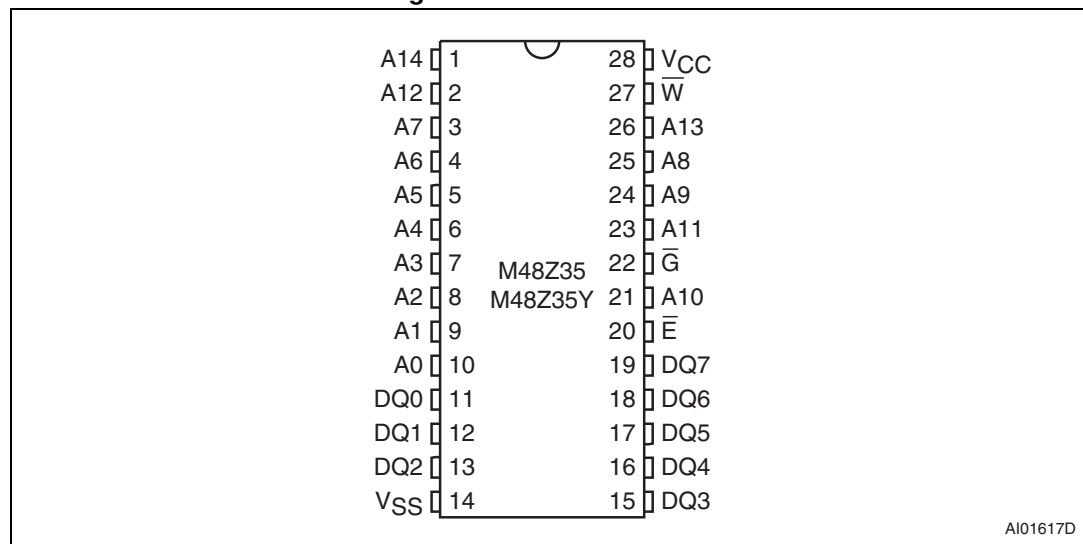 A14 1 28 VCC
A12 2 27 W̅
A7 3 26 A13
A6 4 25 A8
A5 5 24 A9
A4 6 23 A11
A3 7 22 G̅
M48Z35
A2 8 21 A10
M48Z35Y
A1 9 20 E̅
A0 10 19 DQ7
DQ0 11 18 DQ6
DQ1 12 17 DQ5
DQ2 13 16 DQ4
VSS 14 15 DQ3
AI01617D